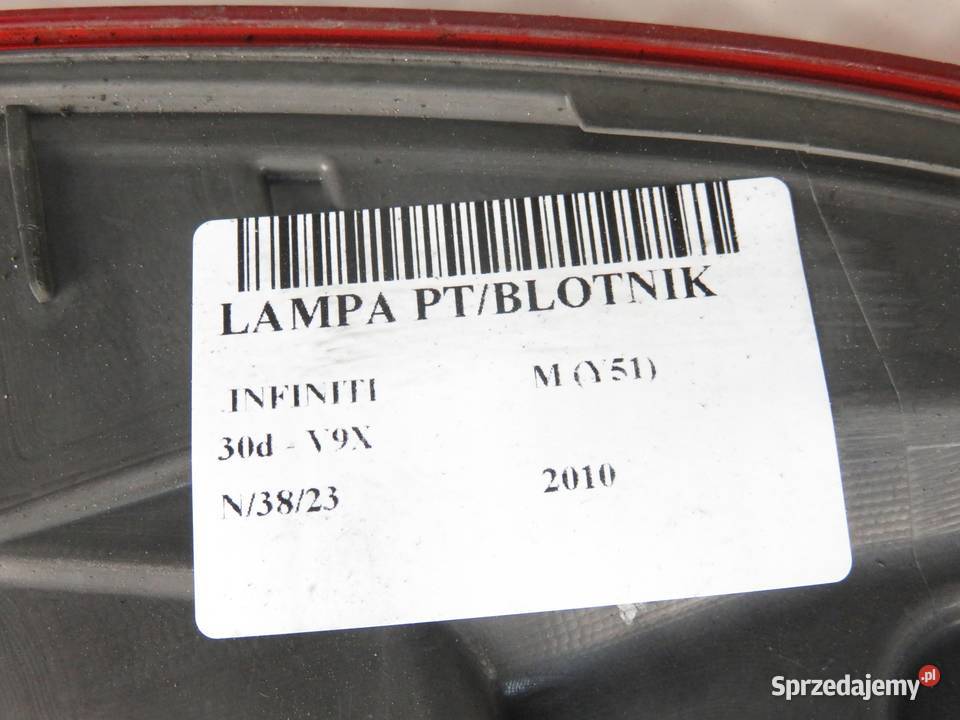 LAMPA PT/BLOTNIK
.INFINITI M (Y51)
30d - V9X
N/38/23 2010
Sprzedajemy.pl